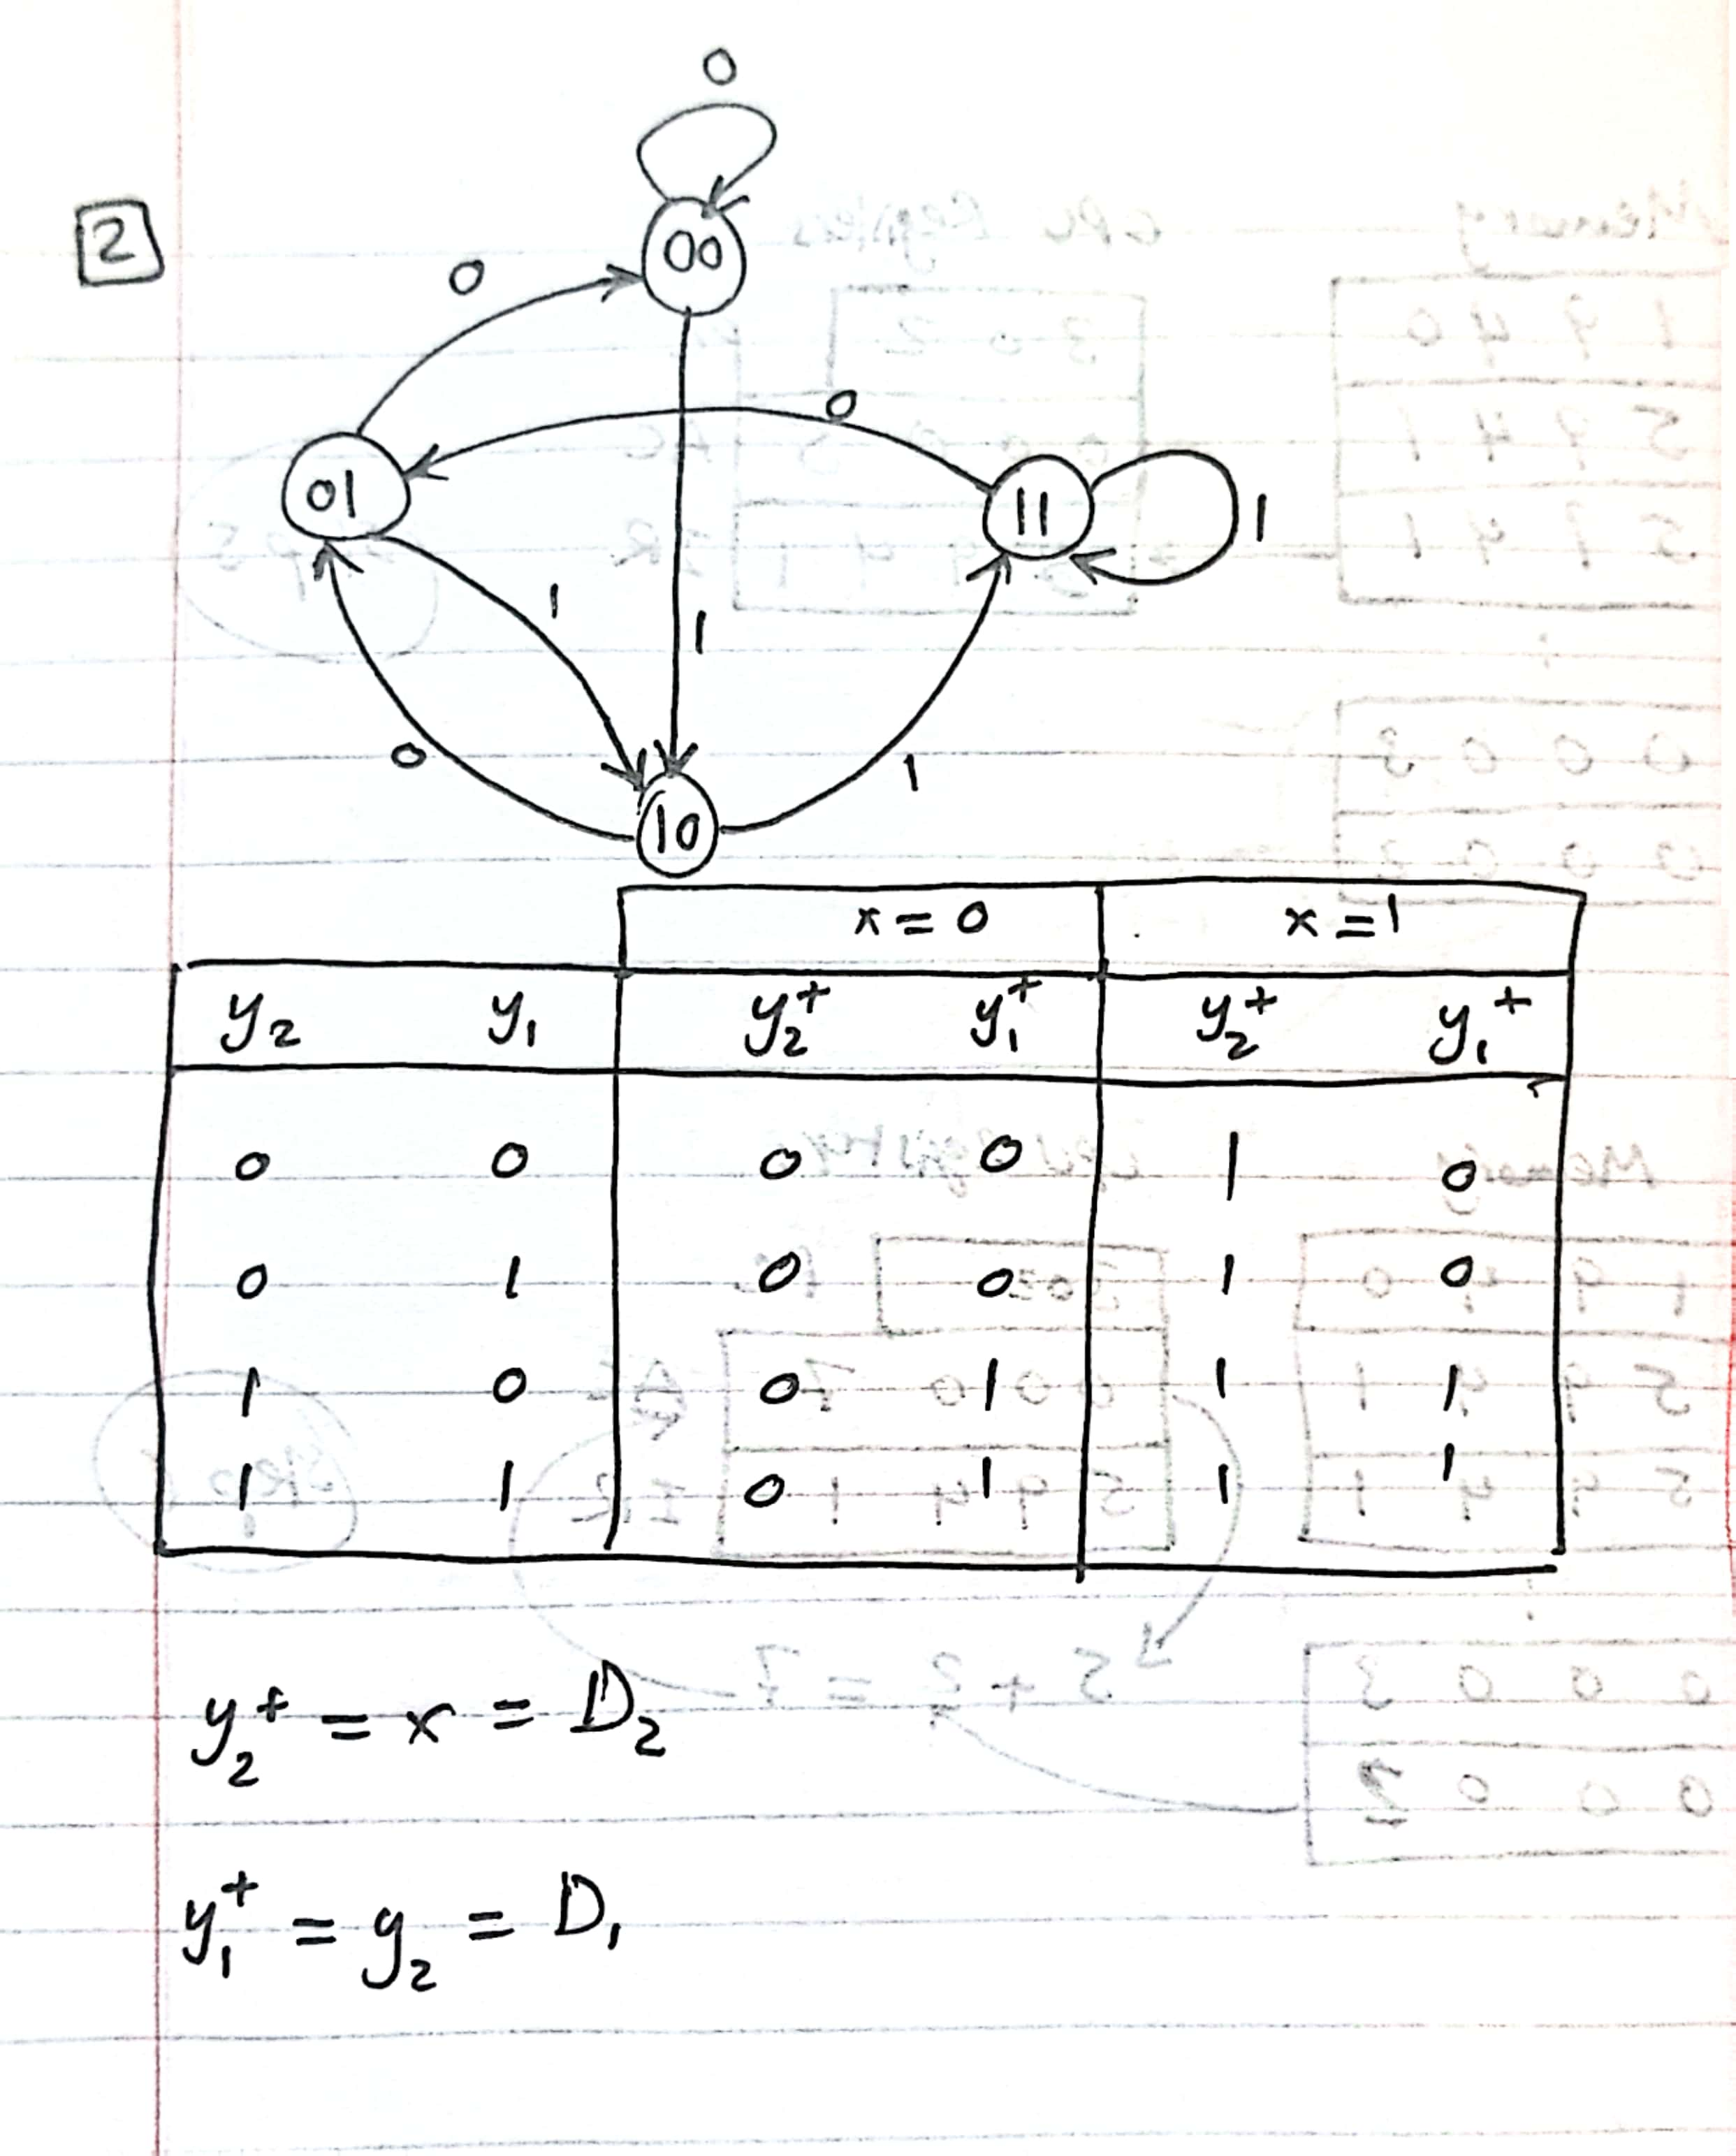 2
0
00
0
0
01
11
1
1
1
0
1
10
x = 0 x = 1
y₂ y₁ y₂⁺ y₁⁺ y₂⁺ y₁⁺
0 0 0 0 1 0
0 1 0 0 1 0
1 0 0 1 1 1
1 1 0 1 1 1
y₂⁺ = x = D₂
y₁⁺ = y₂ = D₁